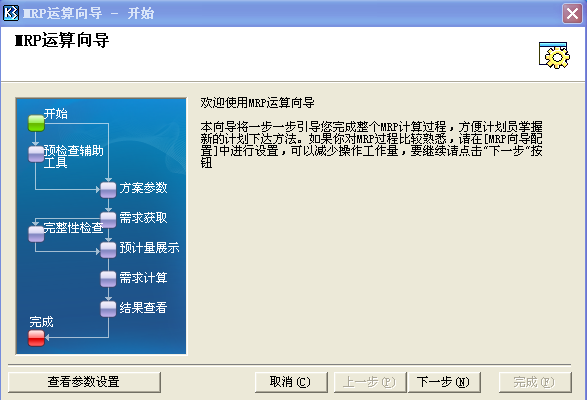 MRP运算向导 - 开始
MRP运算向导
开始
预检查辅助
工具
方案参数
需求获取
完整性检查
预计量展示
需求计算
结果查看
完成
欢迎使用MRP运算向导
本向导将一步一步引导您完成整个MRP计算过程，方便计划员掌握
新的计划下达方法。如果你对MRP过程比较熟悉，请在[MRP向导配
置]中进行设置，可以减少操作工作量，要继续请点击“下一步”按
钮
查看参数设置
取消(C)
上一步(P)
下一步(N)
完成(F)